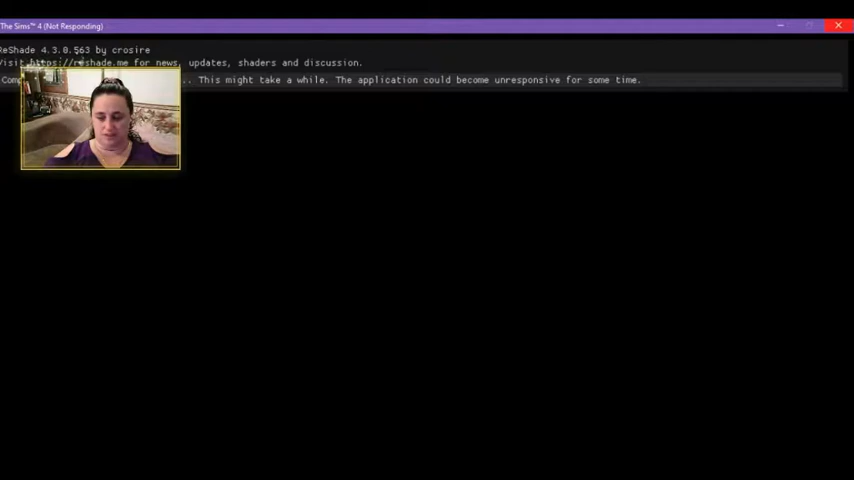 The Sims™ 4 (Not Responding)
ReShade 4.3.0.563 by crosire
Visit https://reshade.me for news, updates, shaders and discussion.
.. This might take a while. The application could become unresponsive for some time.